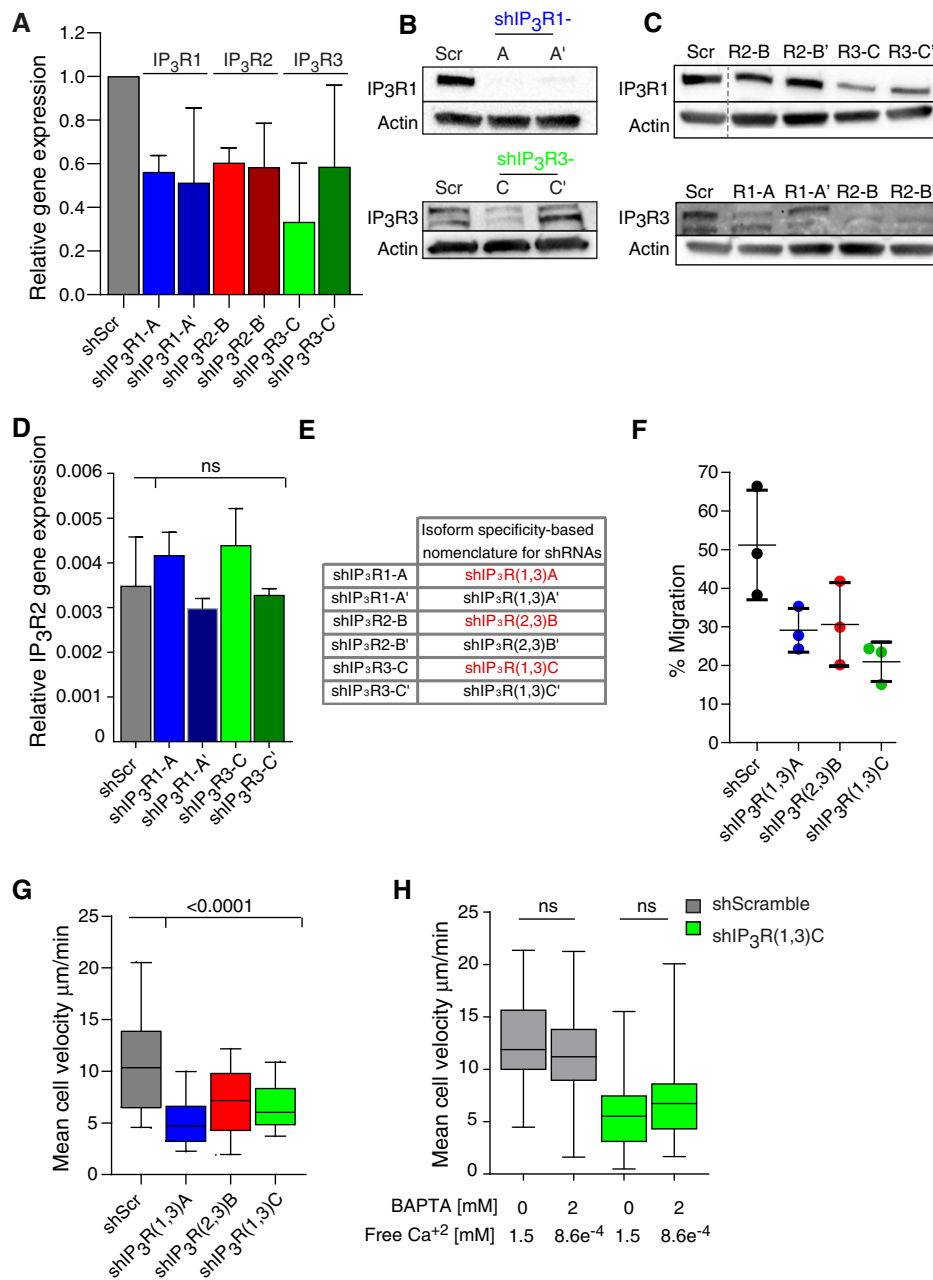 A
Relative gene expression
1.2
1.0
0.8
0.6
0.4
0.2
0.0
IP3R1 IP3R2 IP3R3
shScr
shIP3R1-A
shIP3R1-A'
shIP3R2-B
shIP3R2-B'
shIP3R3-C
shIP3R3-C'
B
shIP3R1-
Scr A A'
IP3R1
Actin
shIP3R3-
Scr C C'
IP3R3
Actin
C
Scr R2-B R2-B' R3-C R3-C'
IP3R1
Actin
Scr R1-A R1-A' R2-B R2-B'
IP3R3
Actin
D
Relative IP3R2 gene expression
0.006
0.005
0.004
0.003
0.002
0.001
0
ns
shScr
shIP3R1-A
shIP3R1-A'
shIP3R3-C
shIP3R3-C'
E
Isoform specificity-based
nomenclature for shRNAs
shIP3R1-A shIP3R(1,3)A
shIP3R1-A' shIP3R(1,3)A'
shIP3R2-B shIP3R(2,3)B
shIP3R2-B' shIP3R(2,3)B'
shIP3R3-C shIP3R(1,3)C
shIP3R3-C' shIP3R(1,3)C'
F
% Migration
70
60
50
40
30
20
10
0
shScr
shIP3R(1,3)A
shIP3R(2,3)B
shIP3R(1,3)C
G
Mean cell velocity μm/min
25
20
15
10
5
0
<0.0001
shScr
shIP3R(1,3)A
shIP3R(2,3)B
shIP3R(1,3)C
H
Mean cell velocity μm/min
25
20
15
10
5
0
ns ns
shScramble
shIP3R(1,3)C
BAPTA [mM] 0 2 0 2
Free Ca+2 [mM] 1.5 8.6e-4 1.5 8.6e-4